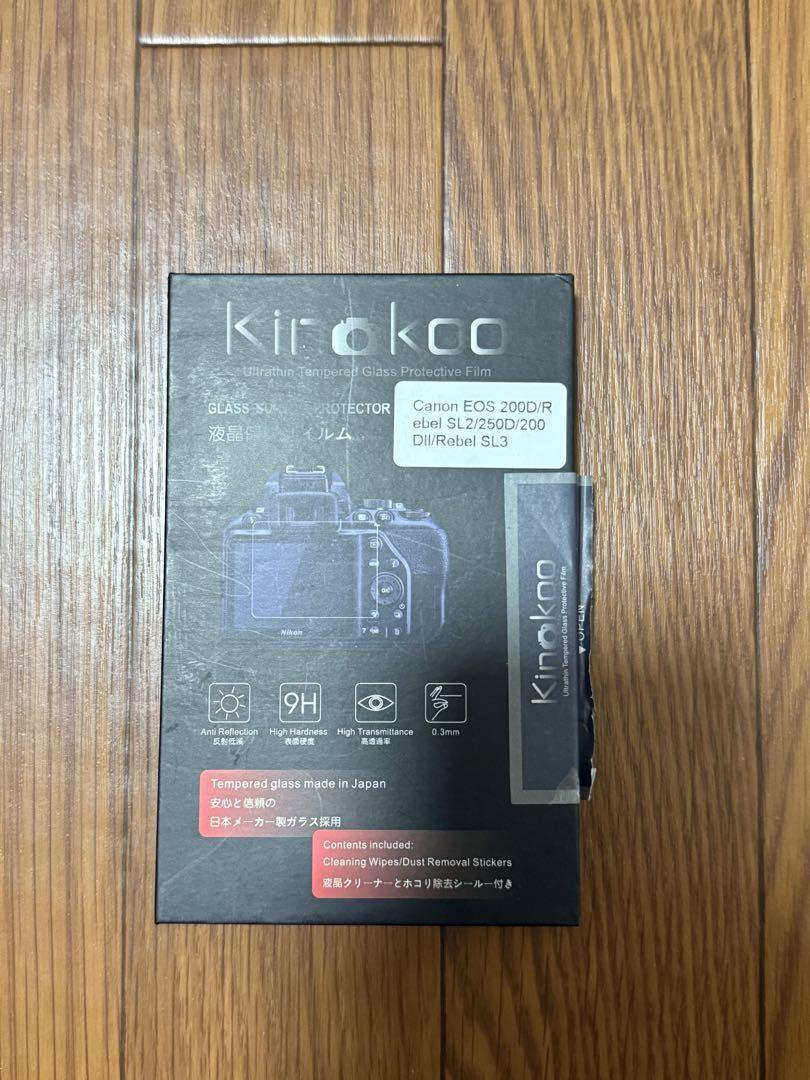 Kinokoo
Ultrathin Tempered Glass Protective Film
GLASS PROTECTOR
Canon EOS 200D/R
ebel SL2/250D/200
DII/Rebel SL3
液晶 ィルム
Nikon
OK
Kinokoo
Ultrathin Tempered Glass Protective Film
OPEN
9H
Anti Reflection
反射低減
High Hardness
表面硬度
High Transmittance
高透過率
0.3mm
Tempered glass made in Japan
安心と信頼の
日本メーカー製ガラス採用
Contents included:
Cleaning Wipes/Dust Removal Stickers
液晶クリーナーとホコリ除去シールー付き